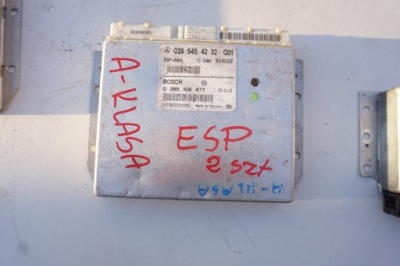 029 545 42 32 Q01
ESP-BAS
BOSCH
0 265 109 477
A-KLASA
ESP
2 szt
A-KLASA